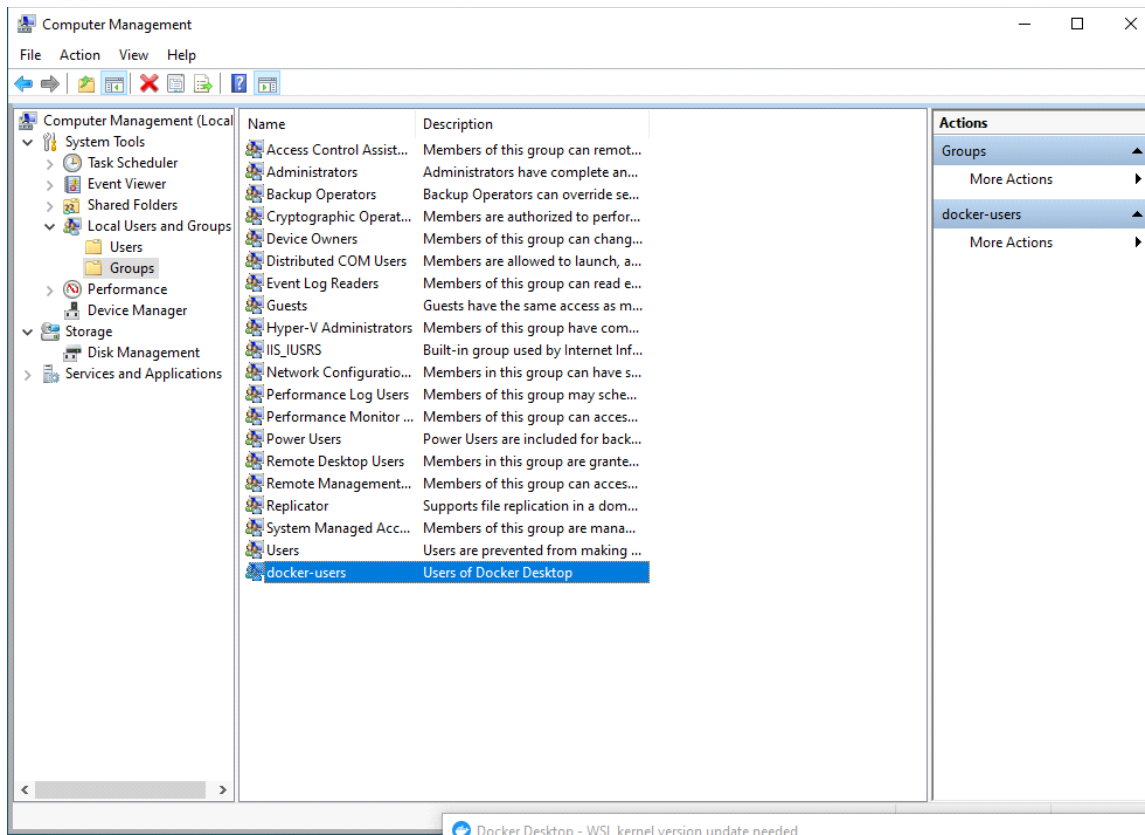 Computer Management
File Action View Help
Computer Management (Local
System Tools
Task Scheduler
Event Viewer
Shared Folders
Local Users and Groups
Users
Groups
Performance
Device Manager
Storage
Disk Management
Services and Applications
Name Description
Access Control Assist... Members of this group can remot...
Administrators Administrators have complete an...
Backup Operators Backup Operators can override se...
Cryptographic Operat... Members are authorized to perfor...
Device Owners Members of this group can chang...
Distributed COM Users Members are allowed to launch, a...
Event Log Readers Members of this group can read e...
Guests Guests have the same access as m...
Hyper-V Administrators Members of this group have com...
IIS_IUSRS Built-in group used by Internet Inf...
Network Configuratio... Members in this group can have s...
Performance Log Users Members of this group may sche...
Performance Monitor ... Members of this group can acces...
Power Users Power Users are included for back...
Remote Desktop Users Members in this group are grante...
Remote Management... Members of this group can acces...
Replicator Supports file replication in a dom...
System Managed Acc... Members of this group are mana...
Users Users are prevented from making ...
docker-users Users of Docker Desktop
Actions
Groups
More Actions
docker-users
More Actions
Docker Desktop - WSL kernel version update needed